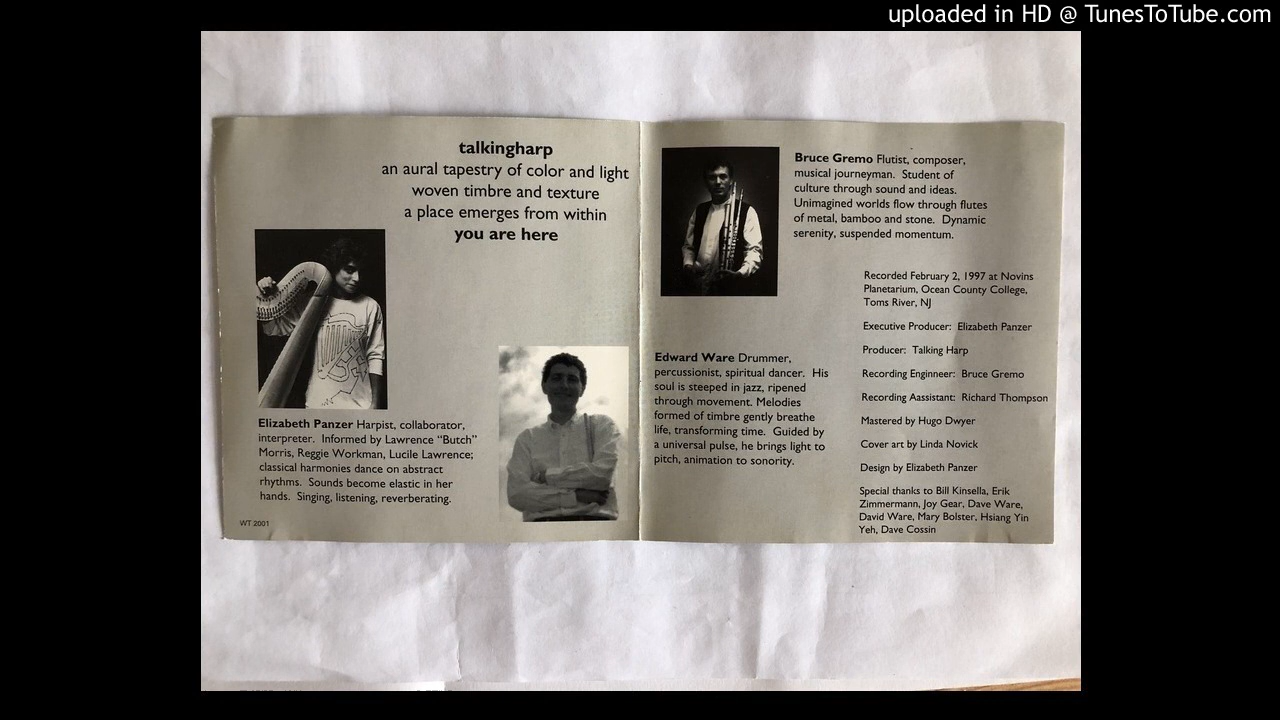 uploaded in HD @ TunesToTube.com
talkingharp
an aural tapestry of color and light
woven timbre and texture
a place emerges from within
you are here
Elizabeth Panzer Harpist, collaborator,
interpreter. Informed by Lawrence “Butch”
Morris, Reggie Workman, Lucile Lawrence;
classical harmonies dance on abstract
rhythms. Sounds become elastic in her
hands. Singing, listening, reverberating.
WT 2001
Bruce Gremo Flutist, composer,
musical journeyman. Student of
culture through sound and ideas.
Unimagined worlds flow through flutes
of metal, bamboo and stone. Dynamic
serenity, suspended momentum.
Edward Ware Drummer,
percussionist, spiritual dancer. His
soul is steeped in jazz, ripened
through movement. Melodies
formed of timbre gently breathe
life, transforming time. Guided by
a universal pulse, he brings light to
pitch, animation to sonority.
Recorded February 2, 1997 at Novins
Planetarium, Ocean County College,
Toms River, NJ
Executive Producer: Elizabeth Panzer
Producer: Talking Harp
Recording Enginneer: Bruce Gremo
Recording Aassistant: Richard Thompson
Mastered by Hugo Dwyer
Cover art by Linda Novick
Design by Elizabeth Panzer
Special thanks to Bill Kinsella, Erik
Zimmermann, Joy Gear, Dave Ware,
David Ware, Mary Bolster, Hsiang Yin
Yeh, Dave Cossin